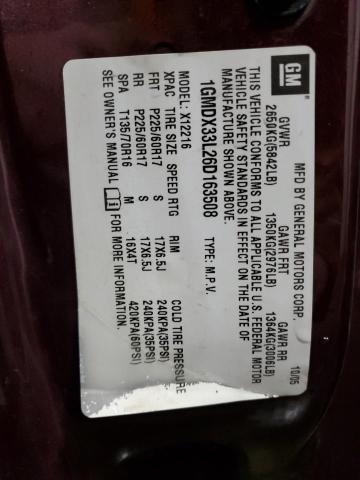 GM
MFD BY GENERAL MOTORS CORP. 10/05
GVWR GAWR FRT GAWR RR
2650KG(5842LB) 1350KG(2976LB) 1364KG(3006LB)
THIS VEHICLE CONFORMS TO ALL APPLICABLE U.S. FEDERAL MOTOR
VEHICLE SAFETY STANDARDS IN EFFECT ON THE DATE OF
MANUFACTURE SHOWN ABOVE.
1GMDX33L26D163508 TYPE: M.P.V.
MODEL: X12216
XPAC TIRE SIZE SPEED RTG RIM COLD TIRE PRESSURE
FRT P225/60R17 S 17X6.5J 240KPA(35PSI)
RR P225/60R17 S 17X6.5J 240KPA(35PSI)
SPA T135/70R16 M 16X4T 420KPA(60PSI)
SEE OWNER'S MANUAL FOR MORE INFORMATION.